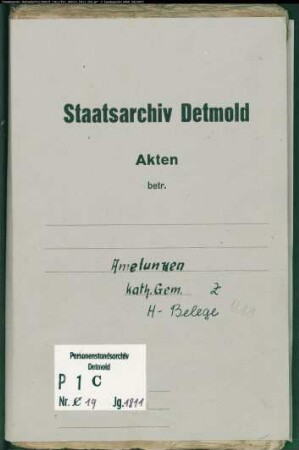 Staatsarchiv Detmold
Akten
betr.
Amelunxen
kath. Gem. Z
H - Belege
Personenstandsarchiv
Detmold
P 1 C
Nr. 19 Jg. 1811